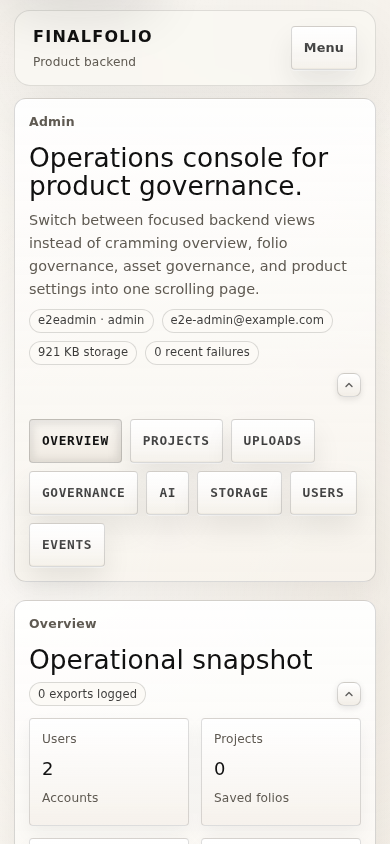 FINALFOLIO
Product backend
Menu
Admin
Operations console for
product governance.
Switch between focused backend views
instead of cramming overview, folio
governance, asset governance, and product
settings into one scrolling page.
e2eadmin · admin
e2e-admin@example.com
921 KB storage
0 recent failures
OVERVIEW
PROJECTS
UPLOADS
GOVERNANCE
AI
STORAGE
USERS
EVENTS
Overview
Operational snapshot
0 exports logged
Users
2
Accounts
Projects
0
Saved folios